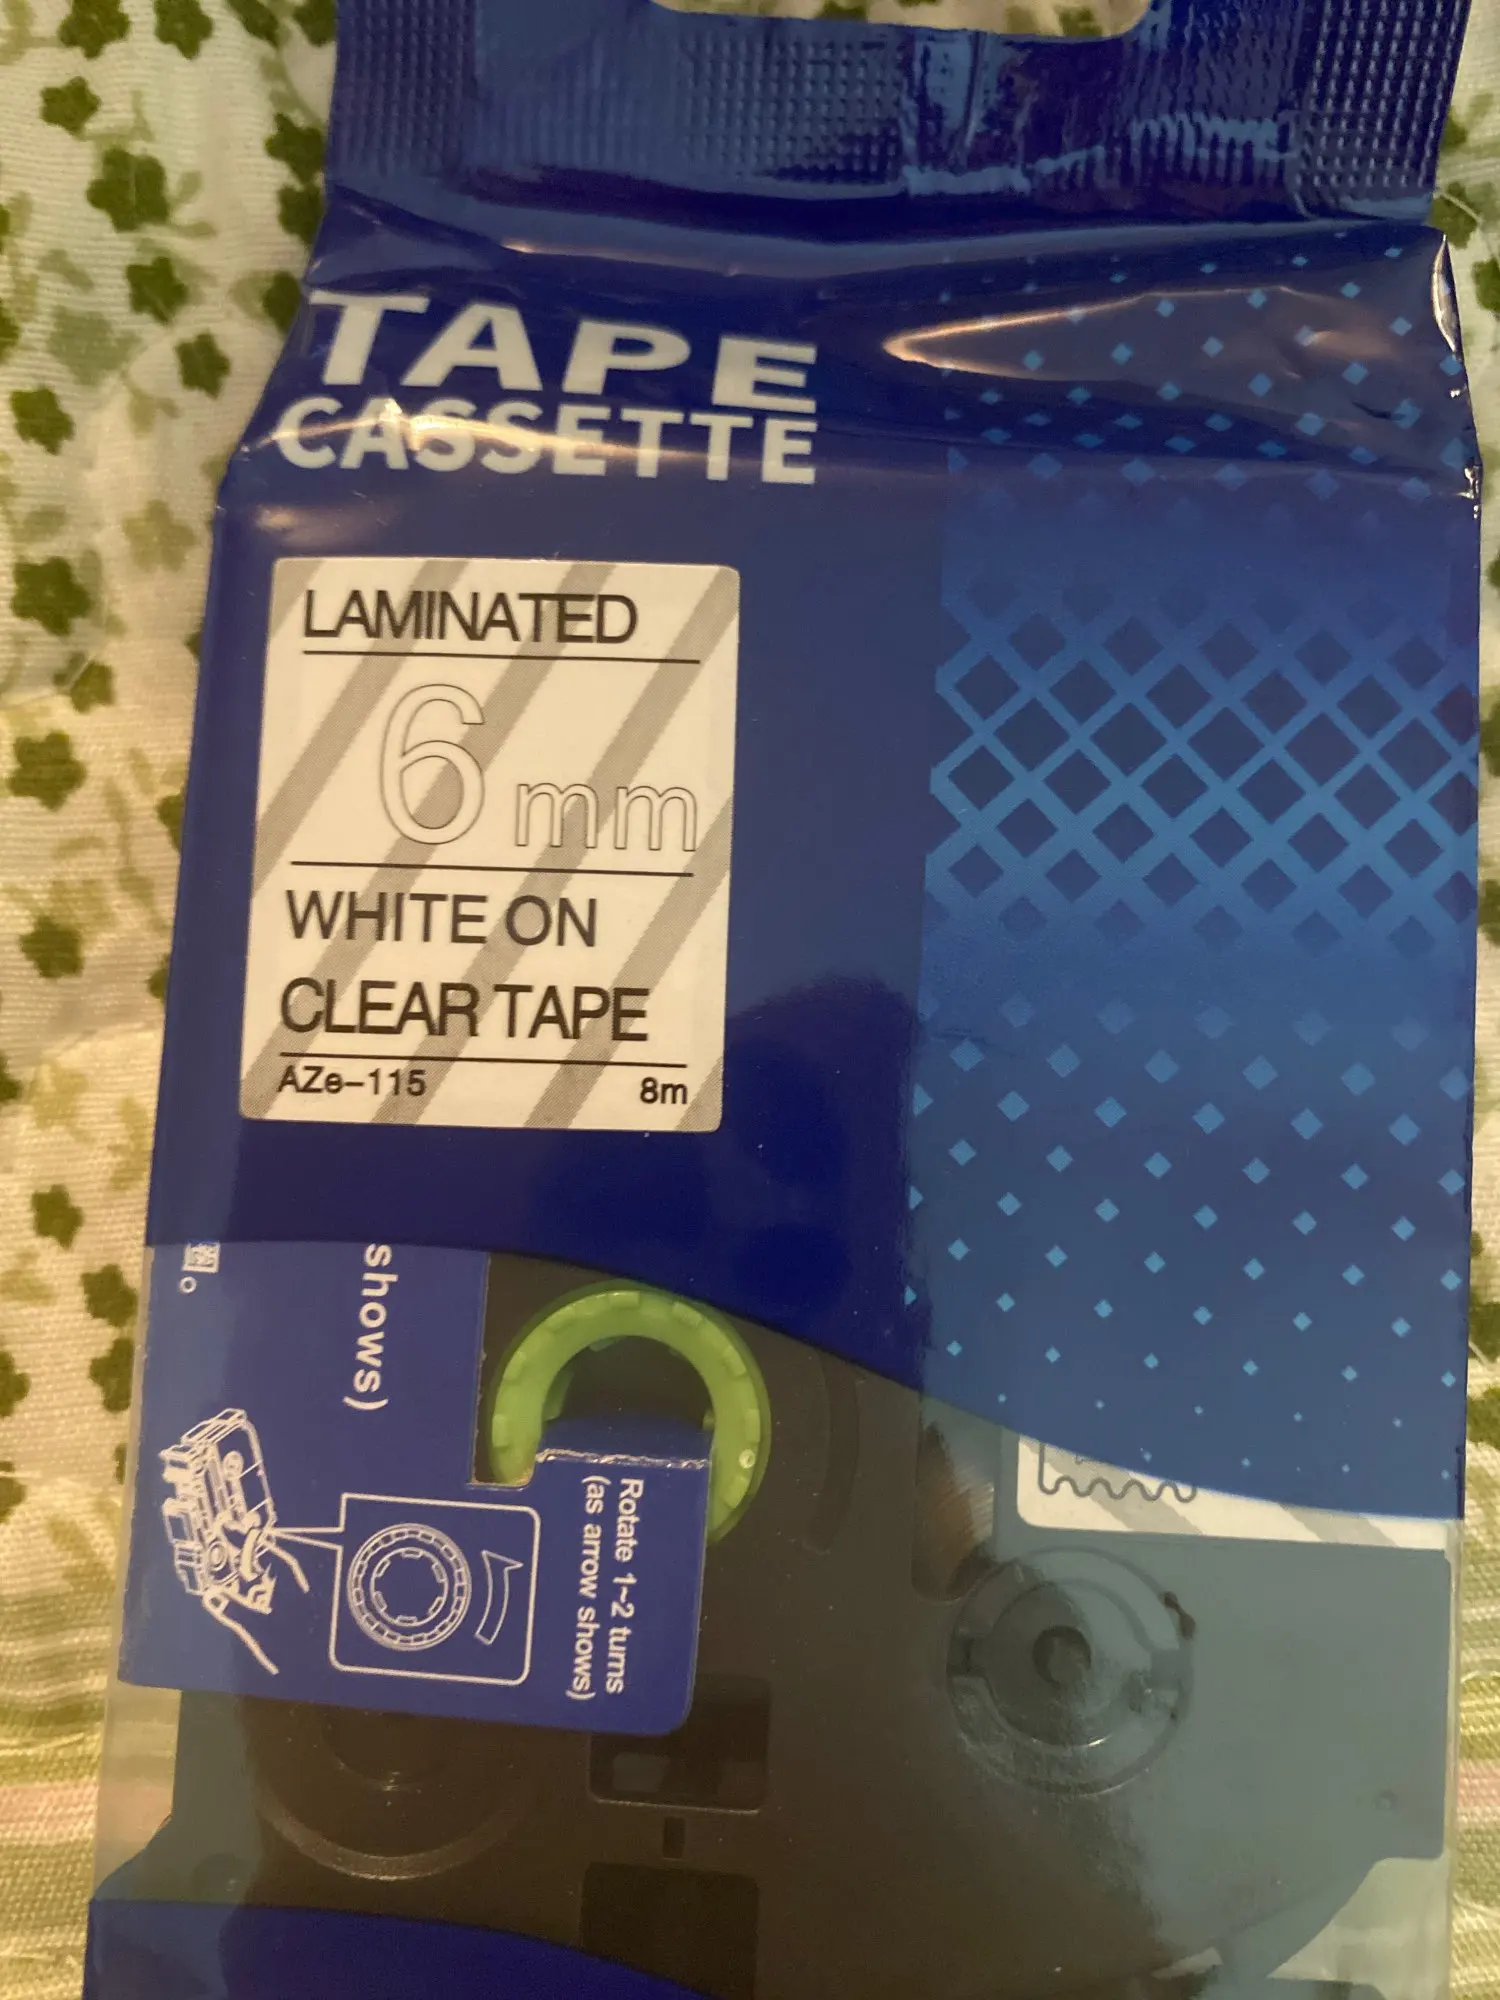 TAPE
CASSETTE
LAMINATED
6mm
WHITE ON
CLEAR TAPE
AZe-115 8m
shows)
Rotate 1~2 turns
(as arrow shows)